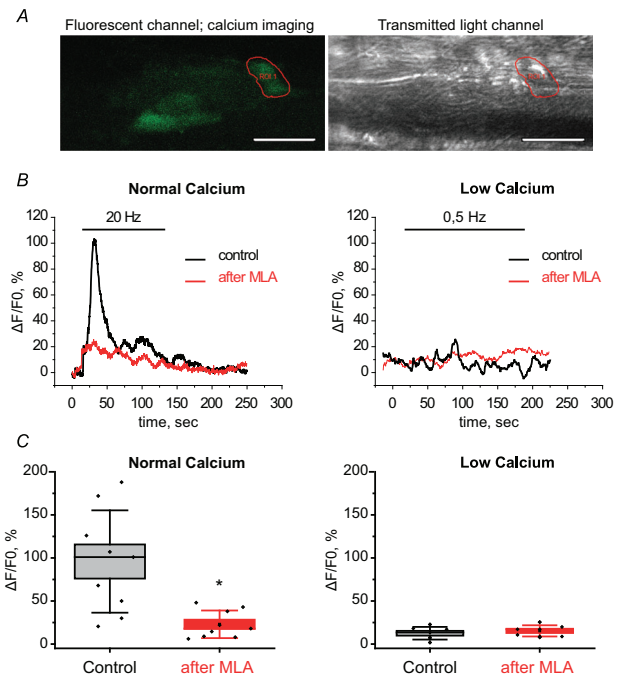 A
Fluorescent channel; calcium imaging
Transmitted light channel
ROI 1
B
Normal Calcium
Low Calcium
120
100
80
60
40
20
0
ΔF/F0, %
20 Hz
control
after MLA
0 50 100 150 200 250 300
time, sec
120
100
80
60
40
20
0
ΔF/F0, %
0,5 Hz
control
after MLA
0 50 100 150 200 250 300
time, sec
C
Normal Calcium
Low Calcium
200
150
100
50
0
ΔF/F0, %
*
Control
after MLA
200
150
100
50
0
ΔF/F0, %
Control
after MLA